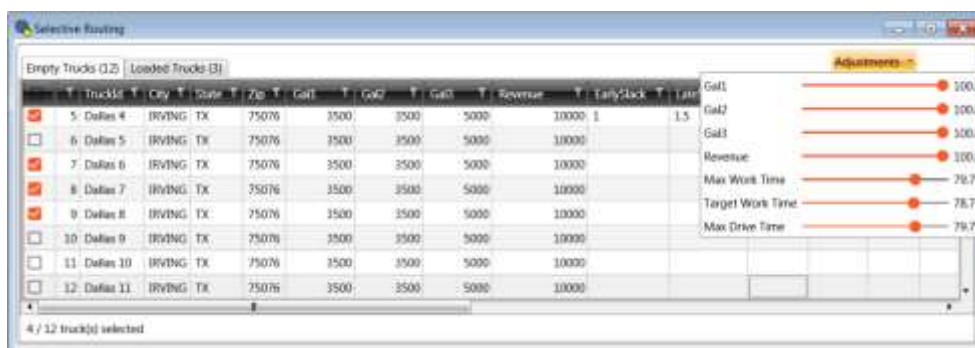 Selective Routing
Empty Trucks (12) Loaded Trucks (3) Adjustments
TruckId City State Zip Gal1 Gal2 Gal3 Revenue EarlySlack
5 Dallas 4 IRVING TX 75076 3500 3500 5000 10000 1 1.5
6 Dallas 5 IRVING TX 75076 3500 3500 5000 10000
7 Dallas 6 IRVING TX 75076 3500 3500 5000 10000
8 Dallas 7 IRVING TX 75076 3500 3500 5000 10000
9 Dallas 8 IRVING TX 75076 3500 3500 5000 10000
10 Dallas 9 IRVING TX 75076 3500 3500 5000 10000
11 Dallas 10 IRVING TX 75076 3500 3500 5000 10000
12 Dallas 11 IRVING TX 75076 3500 3500 5000 10000
Gal1 100.
Gal2 100.
Gal3 100.
Revenue 100.
Max Work Time 79.7
Target Work Time 78.7
Max Drive Time 79.7
4 / 12 truck(s) selected